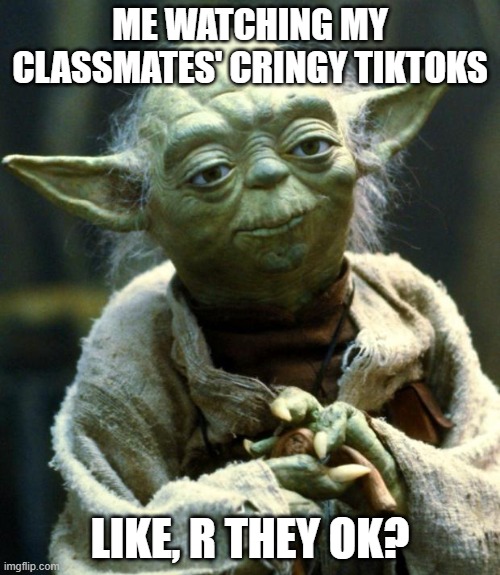 ME WATCHING MY
CLASSMATES' CRINGY TIKTOKS
LIKE, R THEY OK?
imgflip.com